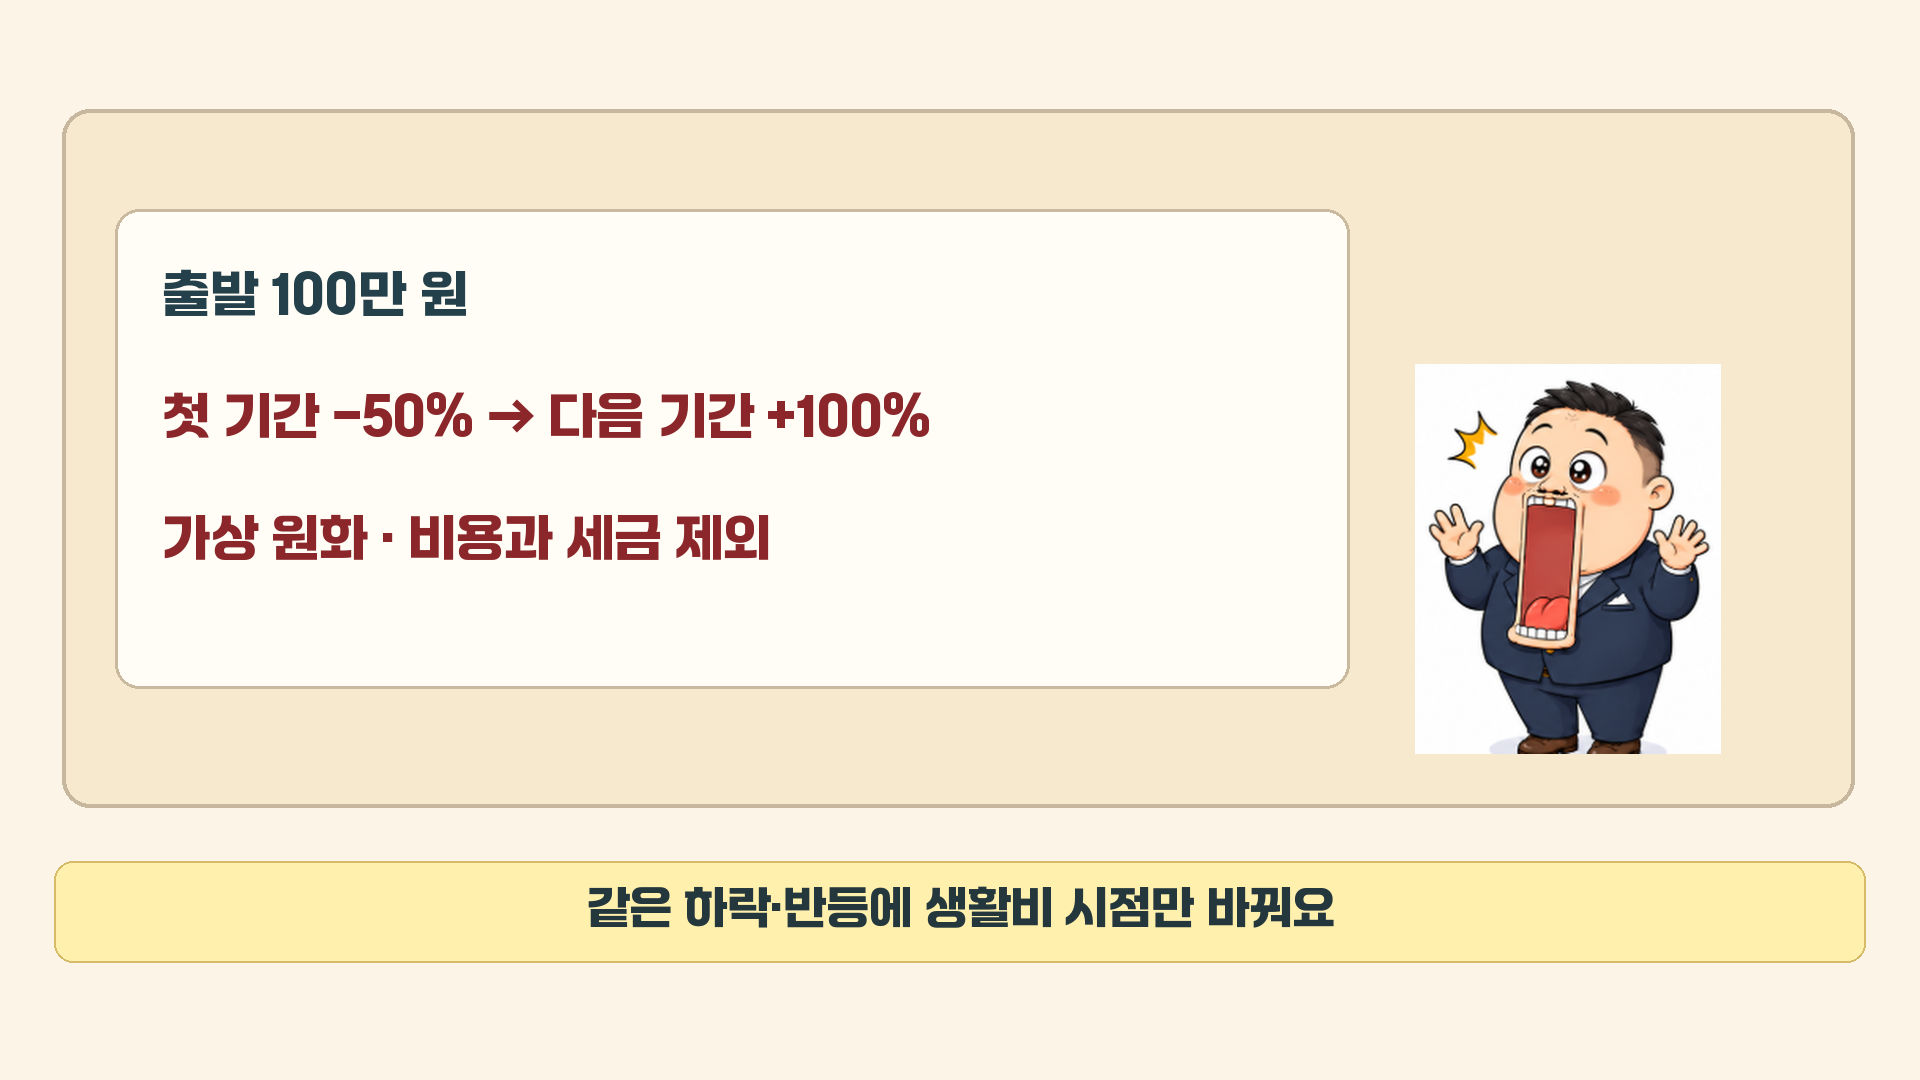 출발 100만 원
첫 기간 -50% → 다음 기간 +100%
가상 원화 · 비용과 세금 제외
같은 하락·반등에 생활비 시점만 바꿔요